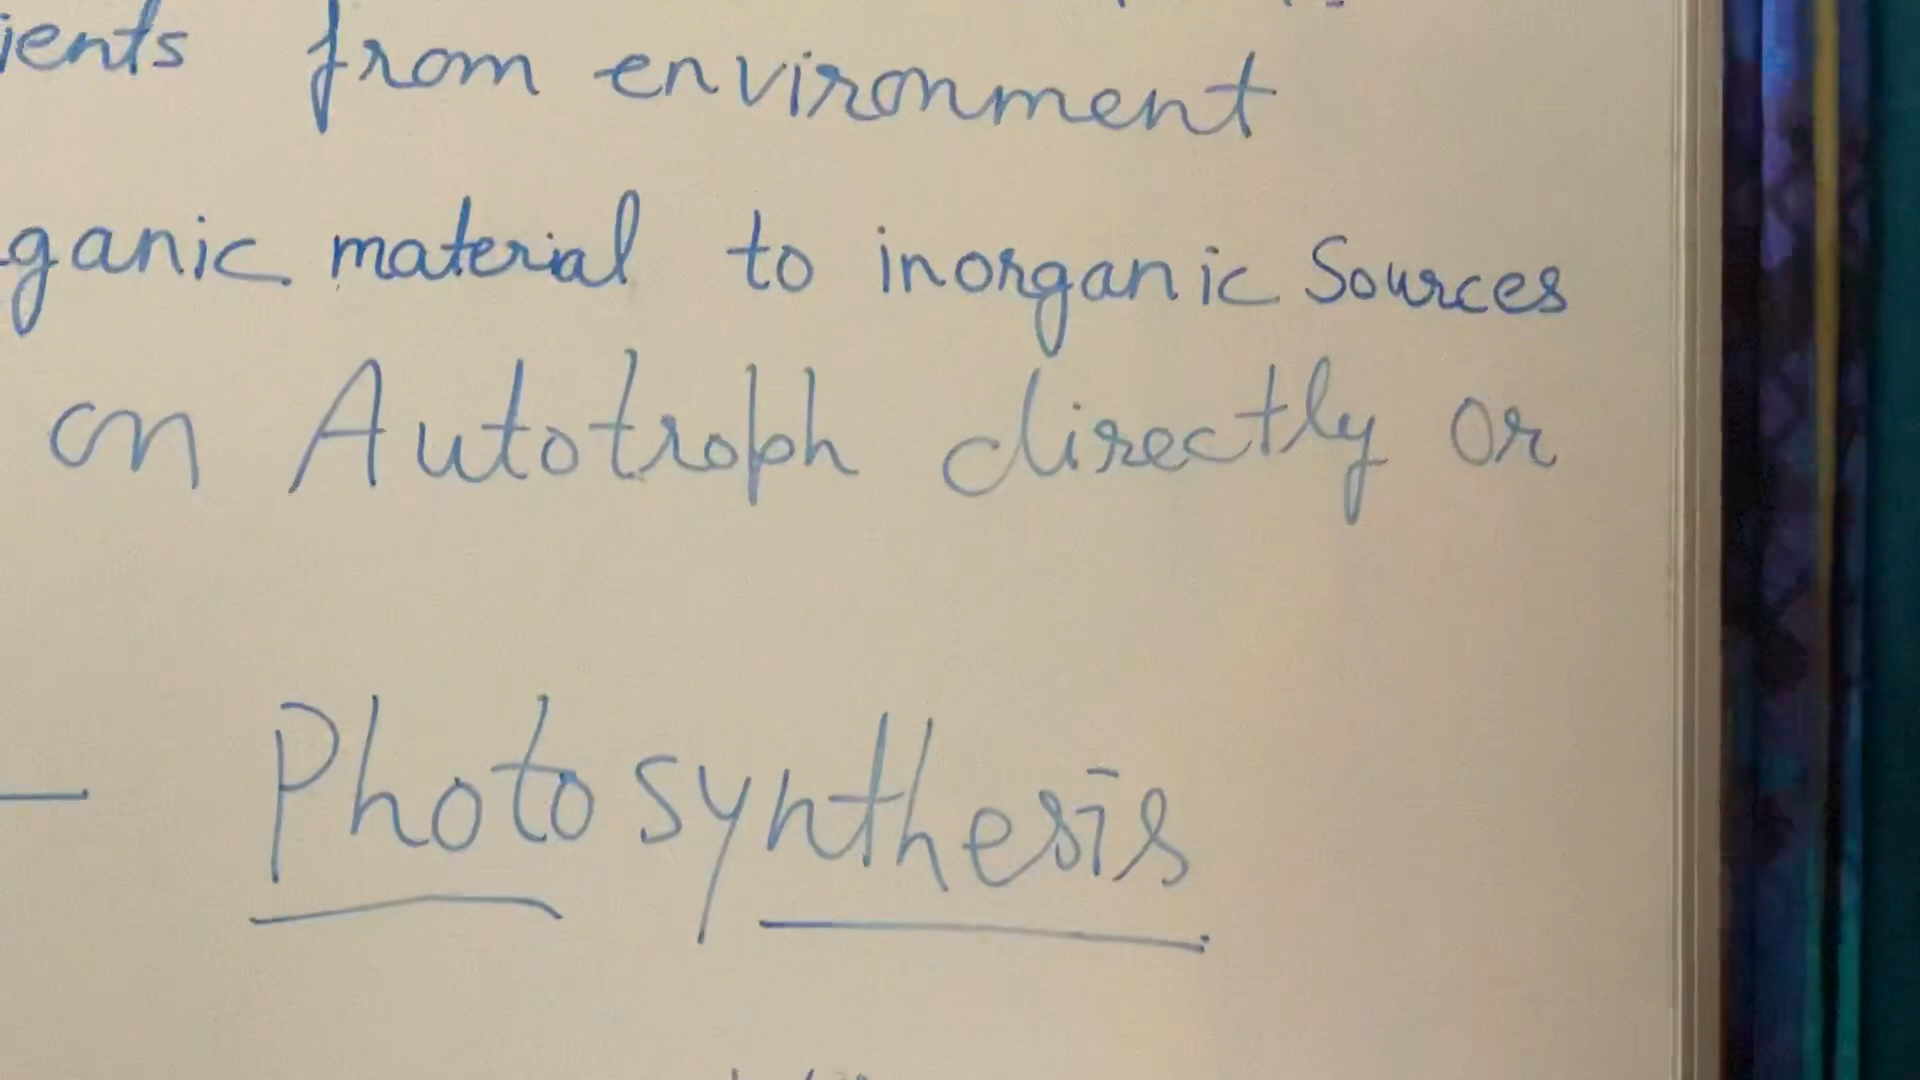 ients from environment
ganic material to inorganic Sources
on Autotroph directly or
— Photosynthesis